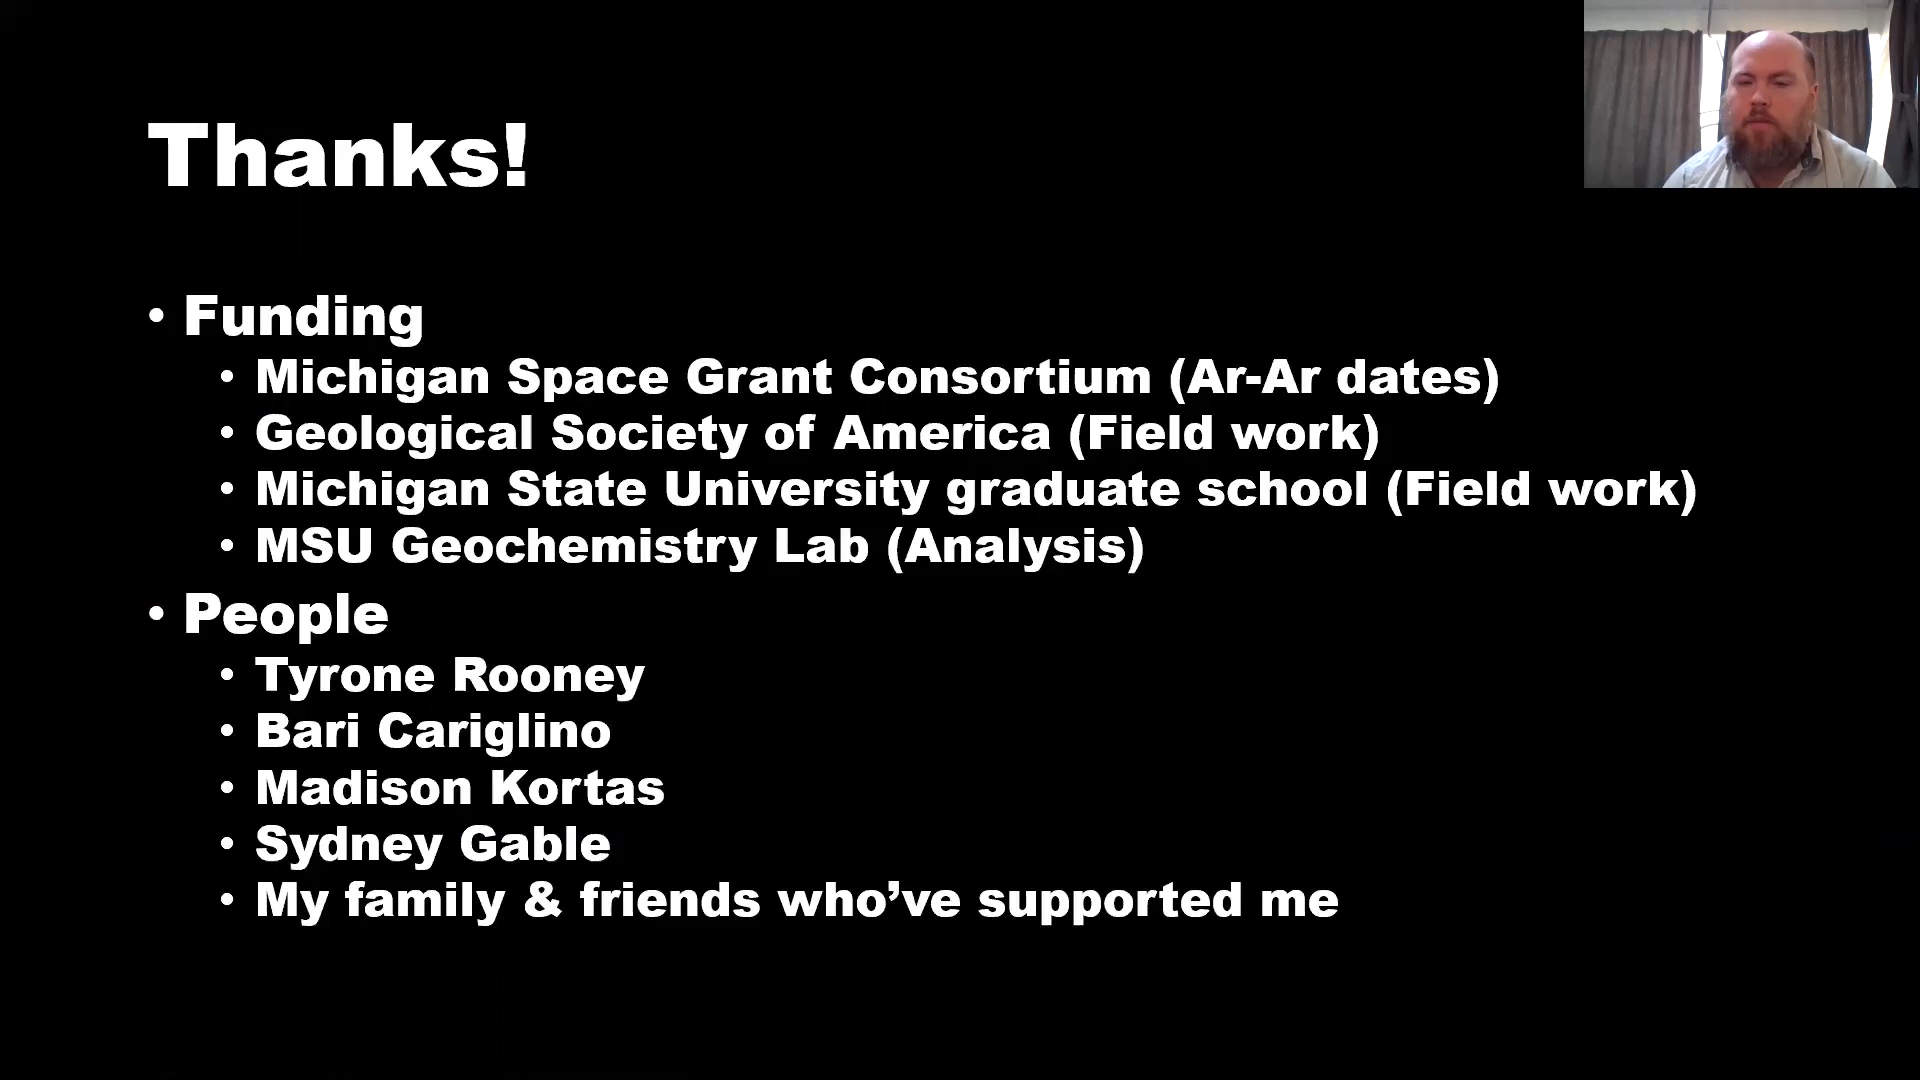 Thanks!
• Funding
• Michigan Space Grant Consortium (Ar-Ar dates)
• Geological Society of America (Field work)
• Michigan State University graduate school (Field work)
• MSU Geochemistry Lab (Analysis)
• People
• Tyrone Rooney
• Bari Cariglino
• Madison Kortas
• Sydney Gable
• My family & friends who’ve supported me